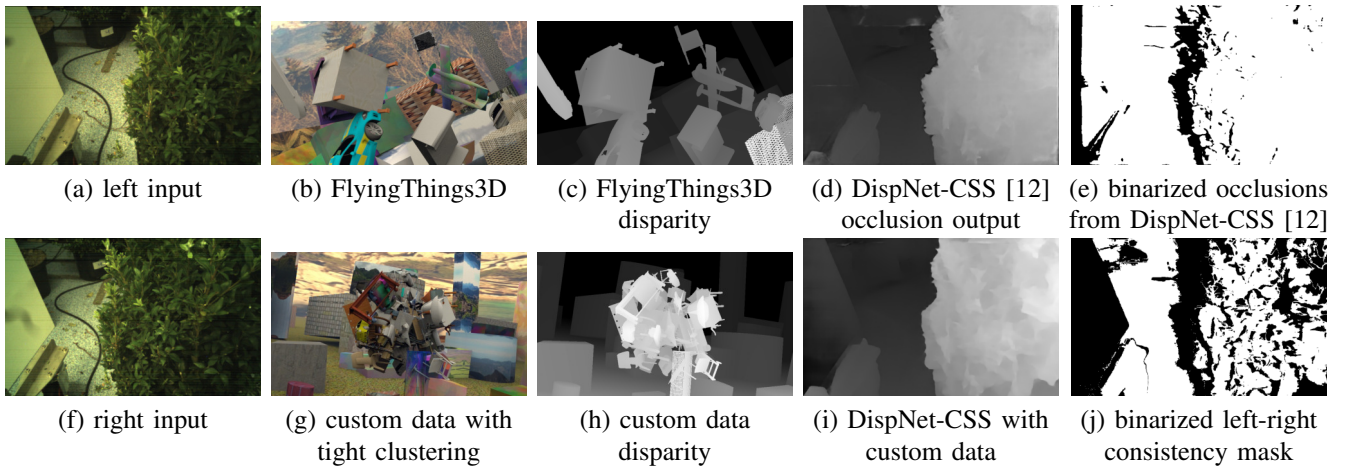 (a) left input
(b) FlyingThings3D
(c) FlyingThings3D
disparity
(d) DispNet-CSS [12]
occlusion output
(e) binarized occlusions
from DispNet-CSS [12]
(f) right input
(g) custom data with
tight clustering
(h) custom data
disparity
(i) DispNet-CSS with
custom data
(j) binarized left-right
consistency mask